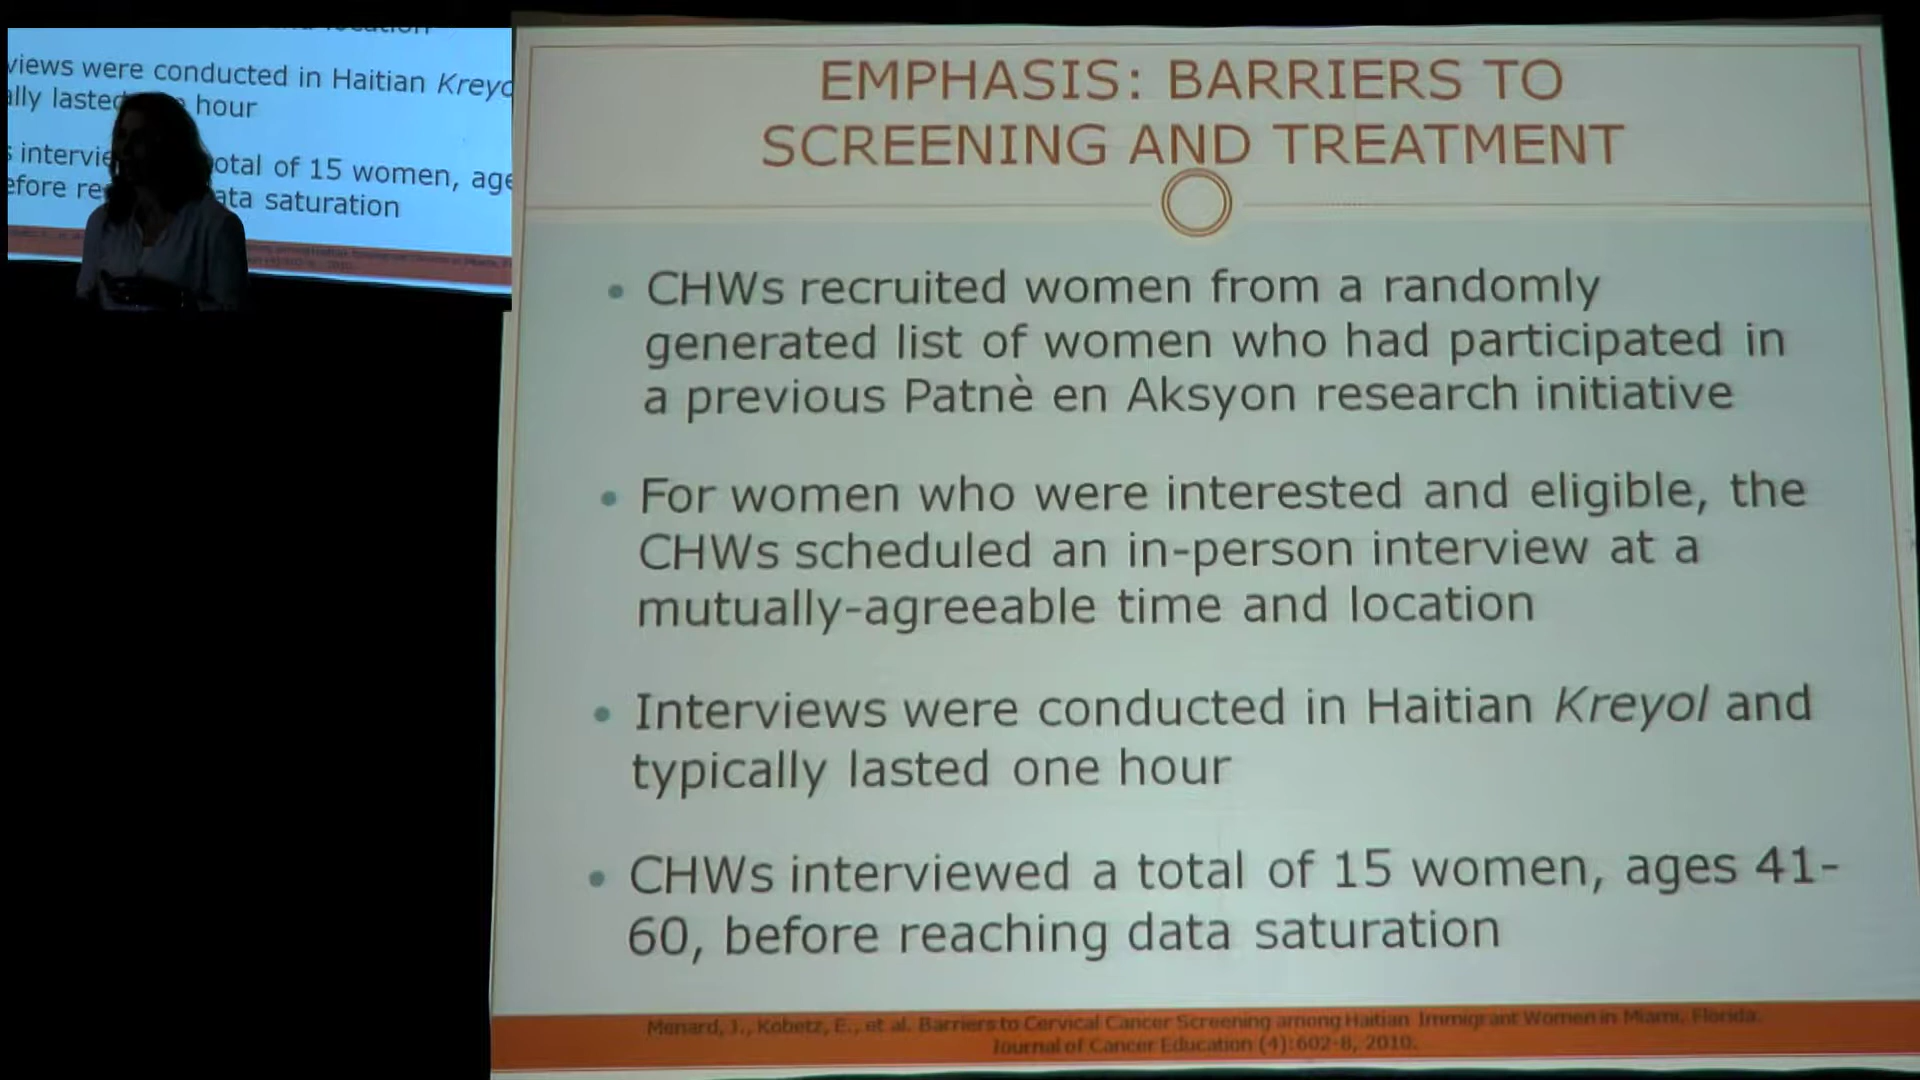 views were conducted in Haitian Kreyo
ally lasted hour
s intervie otal of 15 women, age
efore re ata saturation
EMPHASIS: BARRIERS TO
SCREENING AND TREATMENT
• CHWs recruited women from a randomly
generated list of women who had participated in
a previous Patnè en Aksyon research initiative
• For women who were interested and eligible, the
CHWs scheduled an in-person interview at a
mutually-agreeable time and location
• Interviews were conducted in Haitian Kreyol and
typically lasted one hour
• CHWs interviewed a total of 15 women, ages 41-
60, before reaching data saturation
Menard, J., Kobetz, E., et al. Barriers to Cervical Cancer Screening among Haitian Immigrant Women in Miami, Florida.
Journal of Cancer Education (4):602-8, 2010.